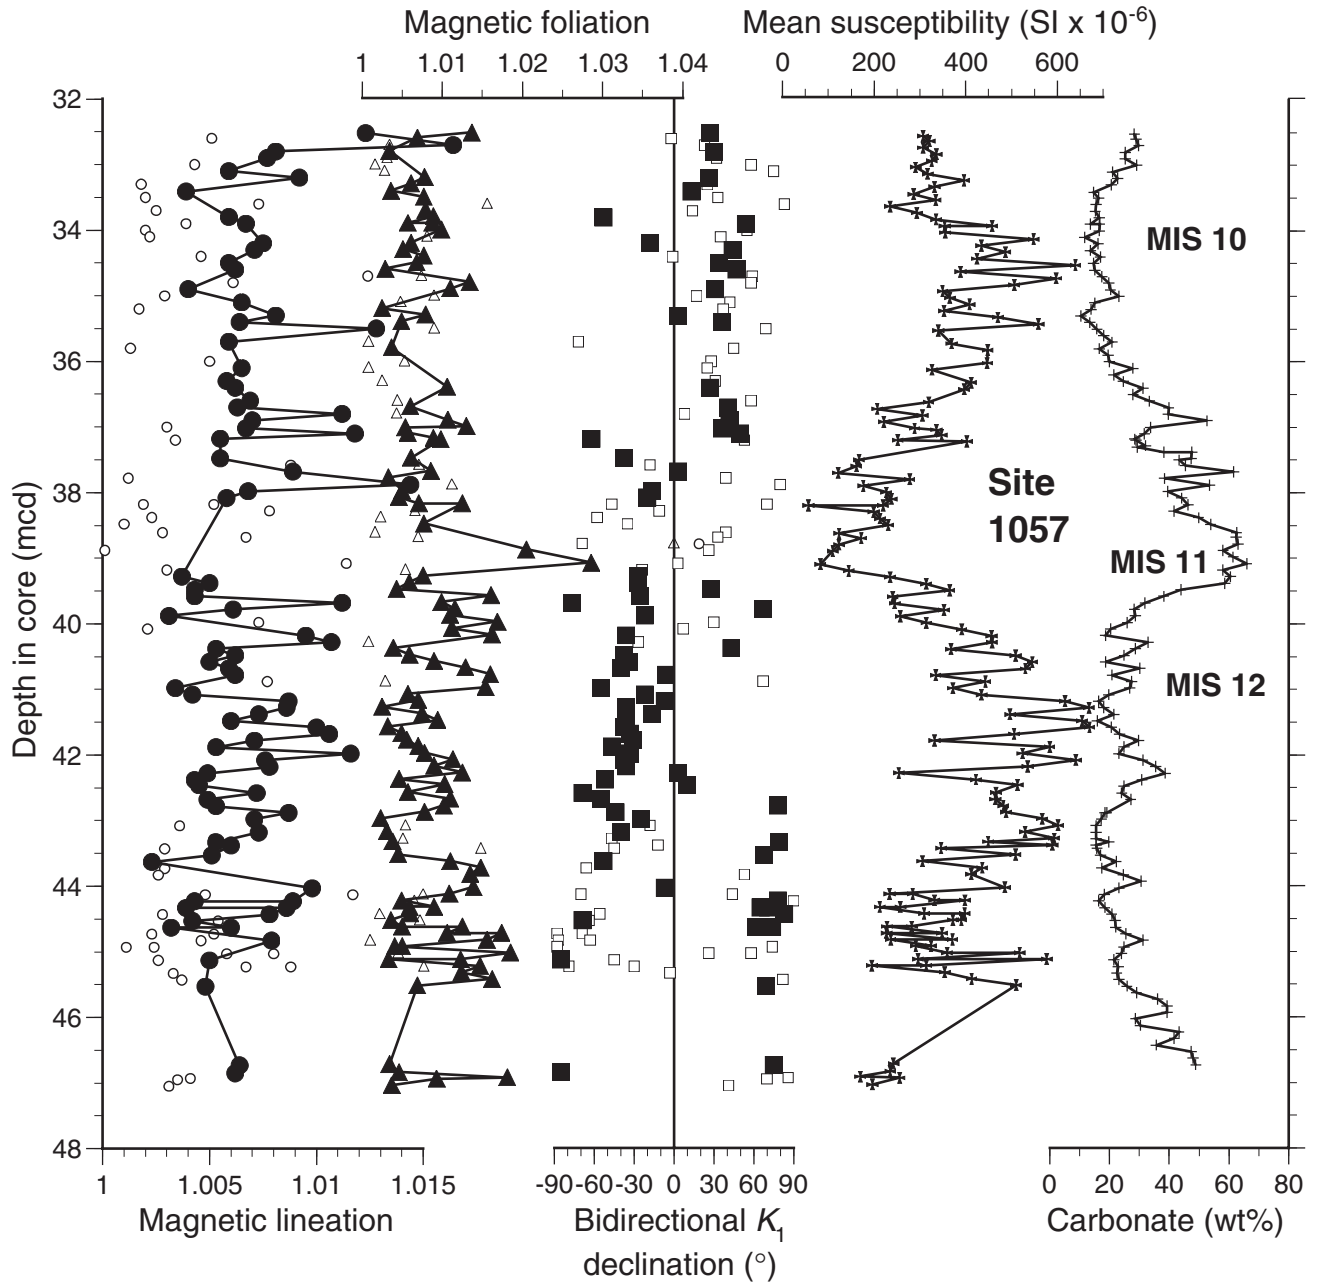 Magnetic foliation
Mean susceptibility (SI x 10-6)
1 1.01 1.02 1.03 1.04
0 200 400 600
32
34
36
38
40
42
44
46
48
Depth in core (mcd)
MIS 10
Site
1057
MIS 11
MIS 12
1 1.005 1.01 1.015
-90 -60 -30 0 30 60 90
0 20 40 60 80
Magnetic lineation
Bidirectional K1
declination (°)
Carbonate (wt%)